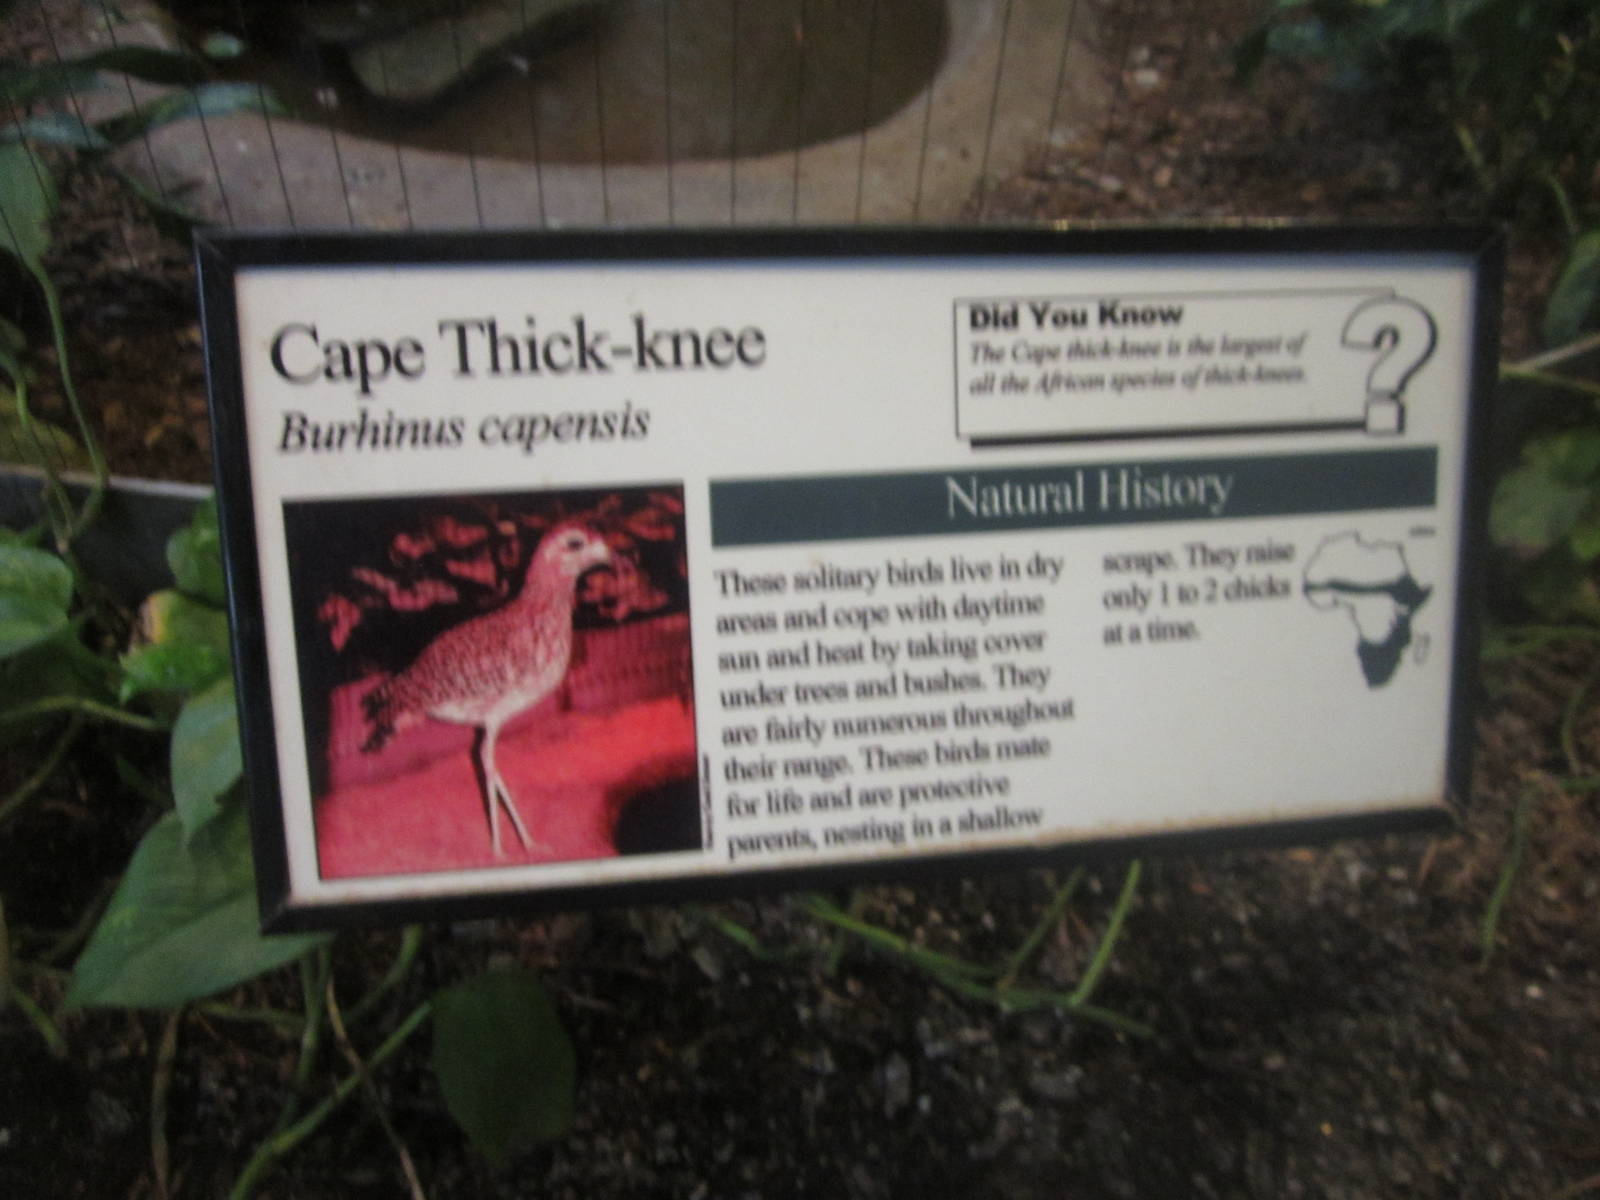 Cape Thick-knee
Burhinus capensis
Did You Know
The Cape thick-knee is the largest of
all the African species of thick-knees.
?
Natural History
These solitary birds live in dry
areas and cope with daytime
sun and heat by taking cover
under trees and bushes. They
are fairly numerous throughout
their range. These birds mate
for life and are protective
parents, nesting in a shallow
scrape. They raise
only 1 to 2 chicks
at a time.